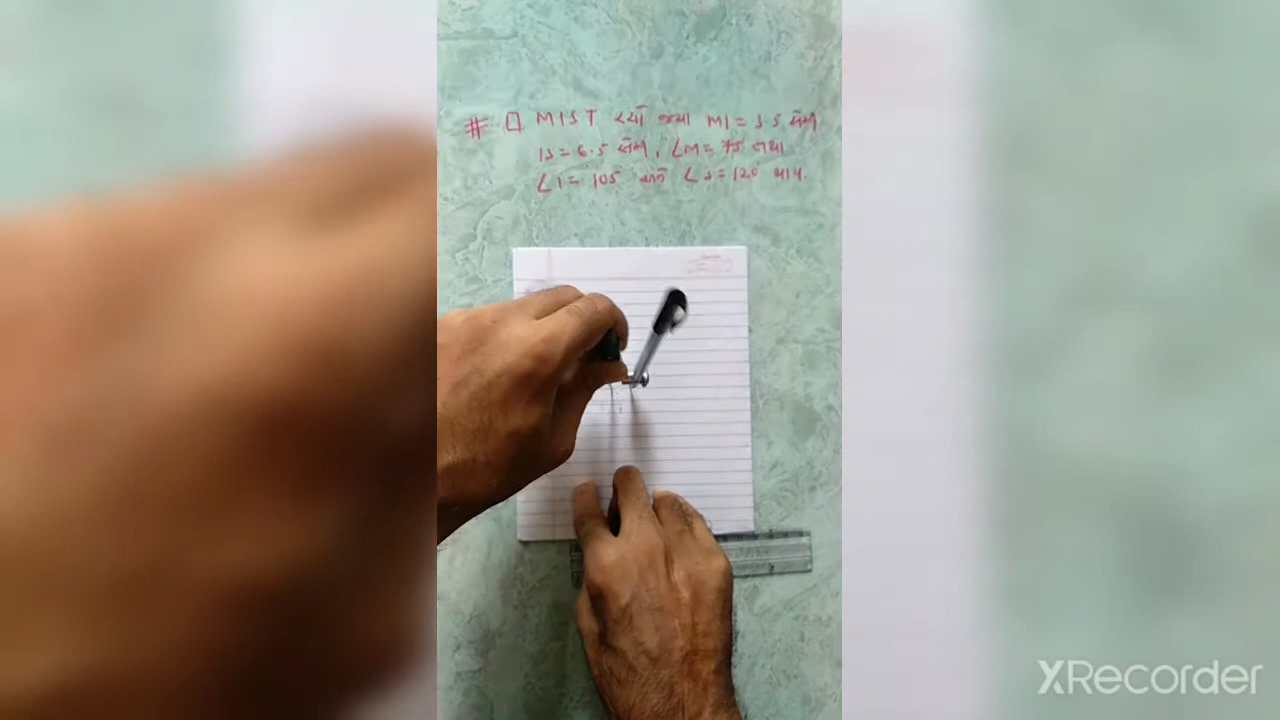 # □ MIST રચો જ્યા MI = 3.5 સેમી
IS = 6.5 સેમી, ∠M = 75 તથા
∠I = 105 અને ∠S = 120 થાય.
XRecorder